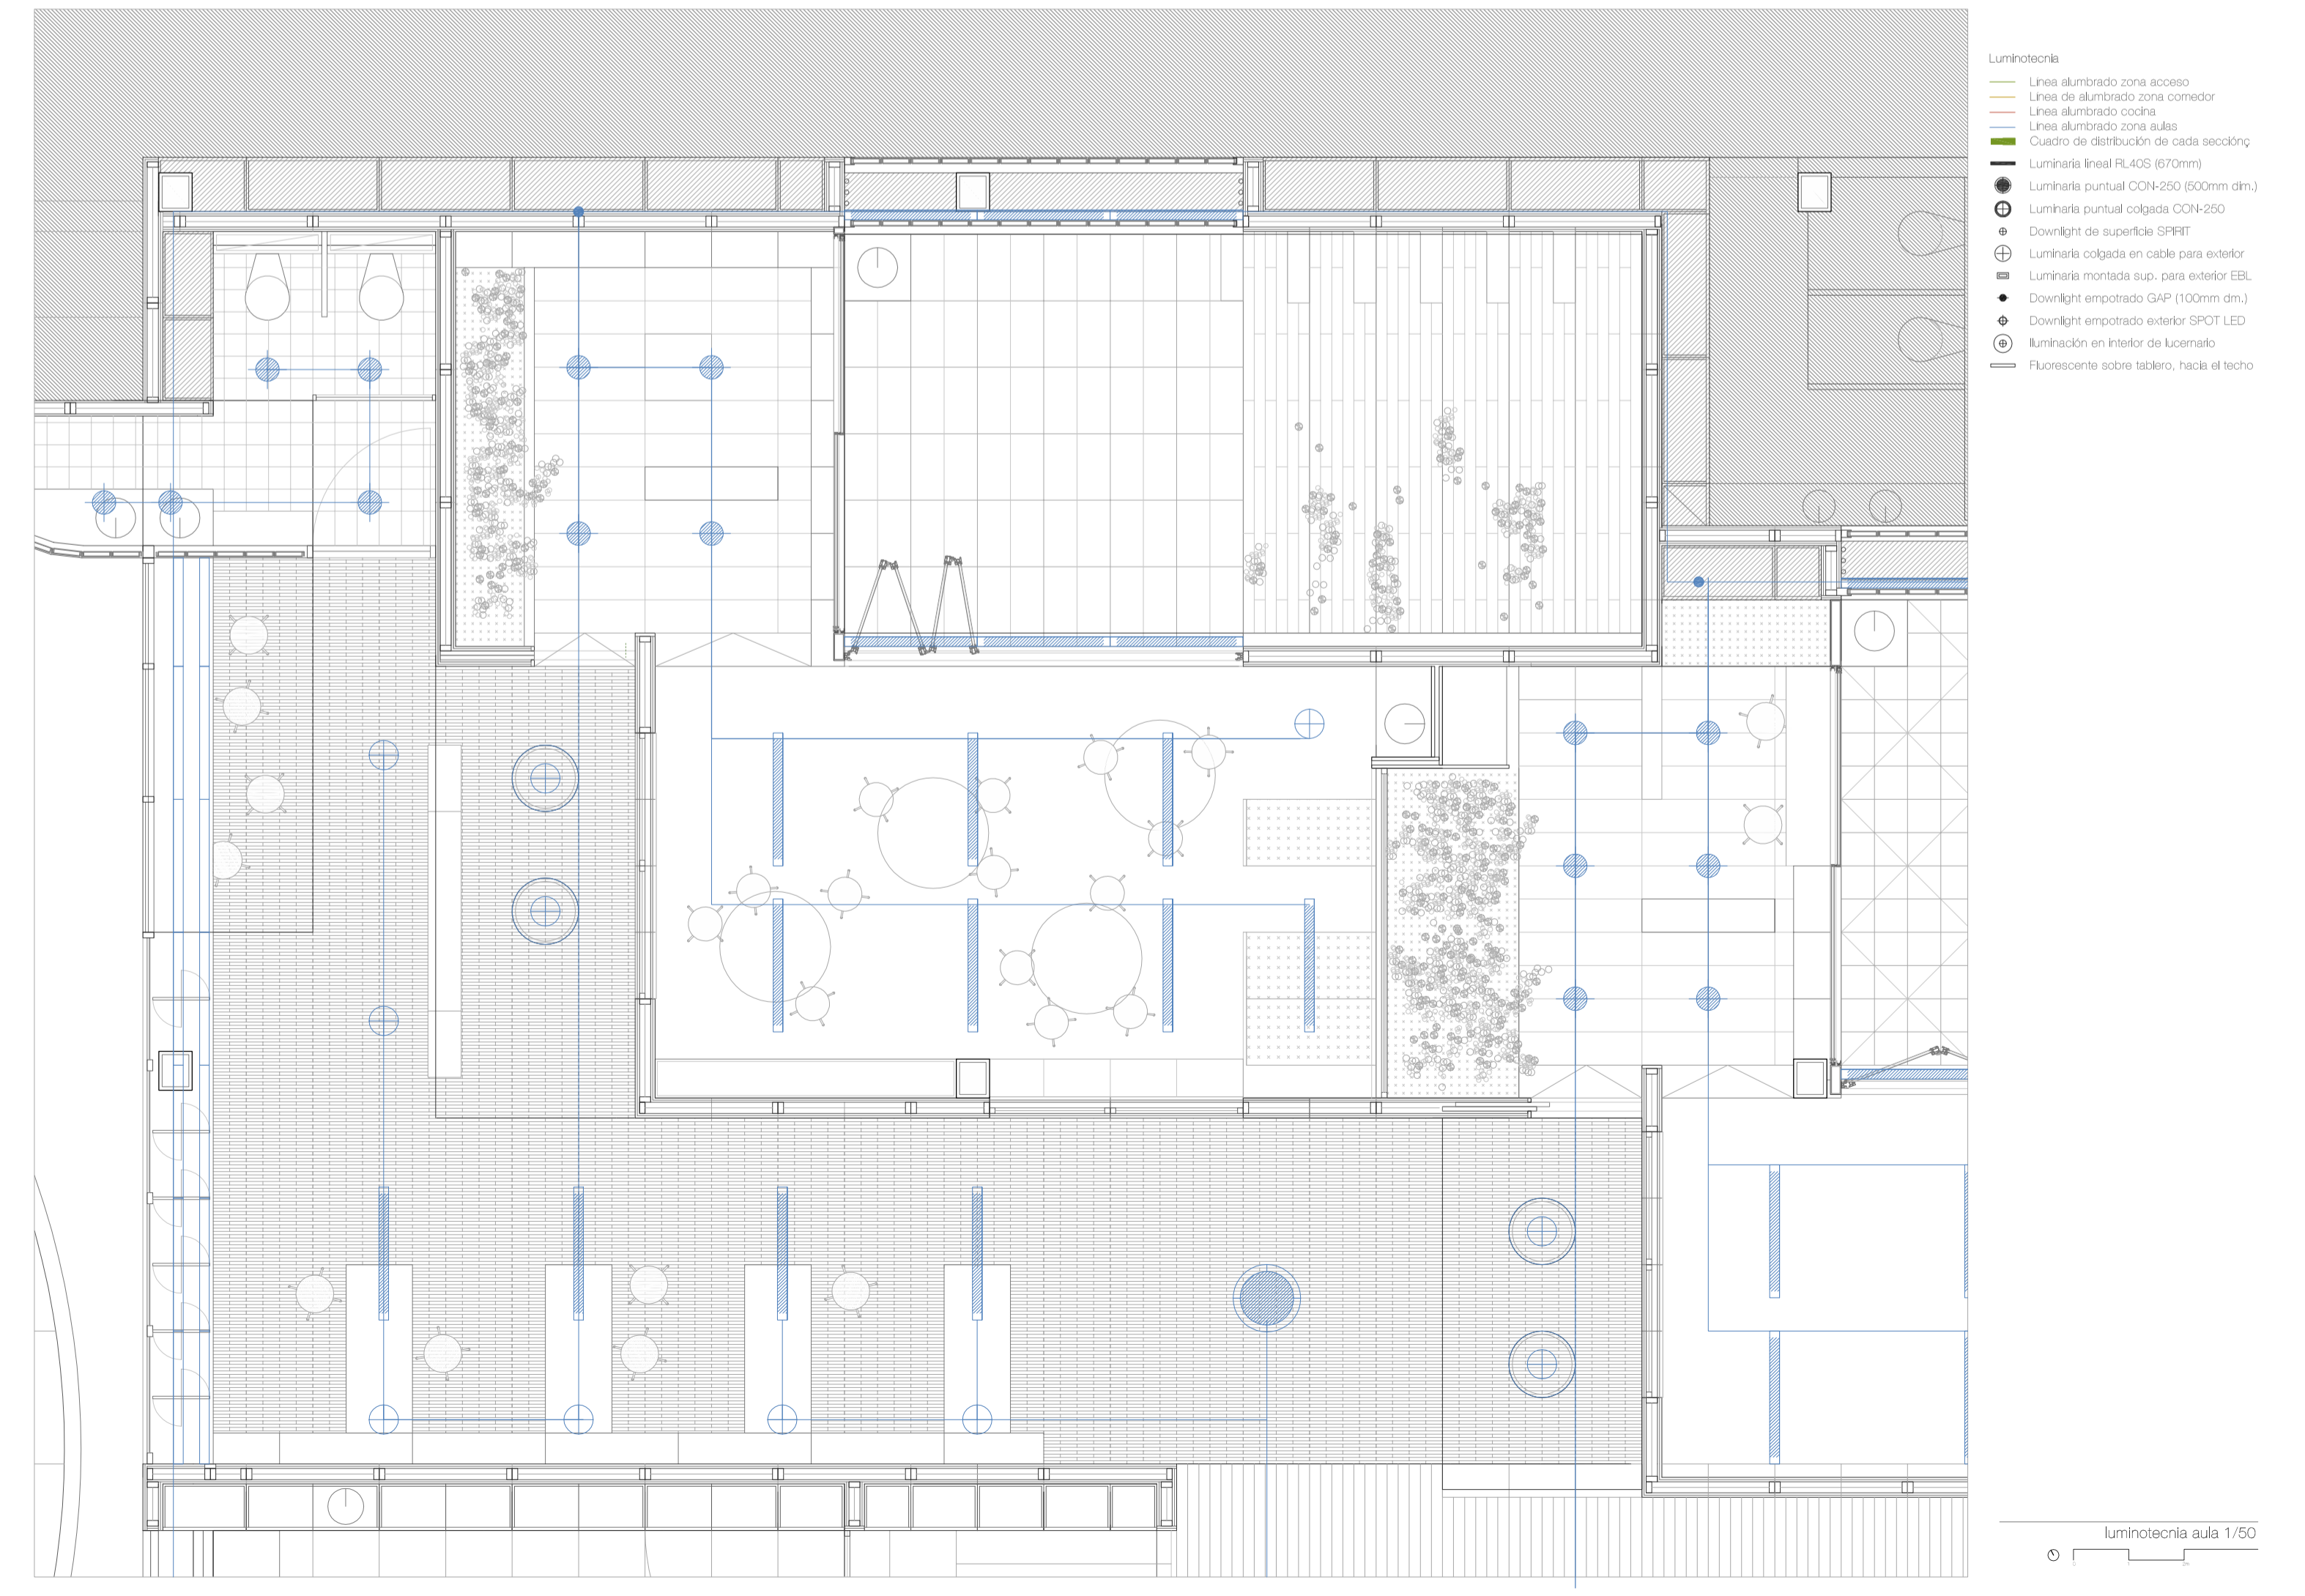 Luminotecnia
Linea alumbrado zona acceso
Linea de alumbrado zona comedor
Linea alumbrado cocina
Linea alumbrado zona aulas
Cuadro de distribución de cada secciónç
Luminaria lineal RL40S (670mm)
Luminaria puntual CON-250 (500mm dim.)
Luminaria puntual colgada CON-250
Downlight de superficie SPIRIT
Luminaria colgada en cable para exterior
Luminaria montada sup. para exterior EBL
Downlight empotrado GAP (100mm dm.)
Downlight empotrado exterior SPOT LED
Iluminación en interior de lucernario
Fluorescente sobre tablero, hacia el techo
luminotecnia aula 1/50